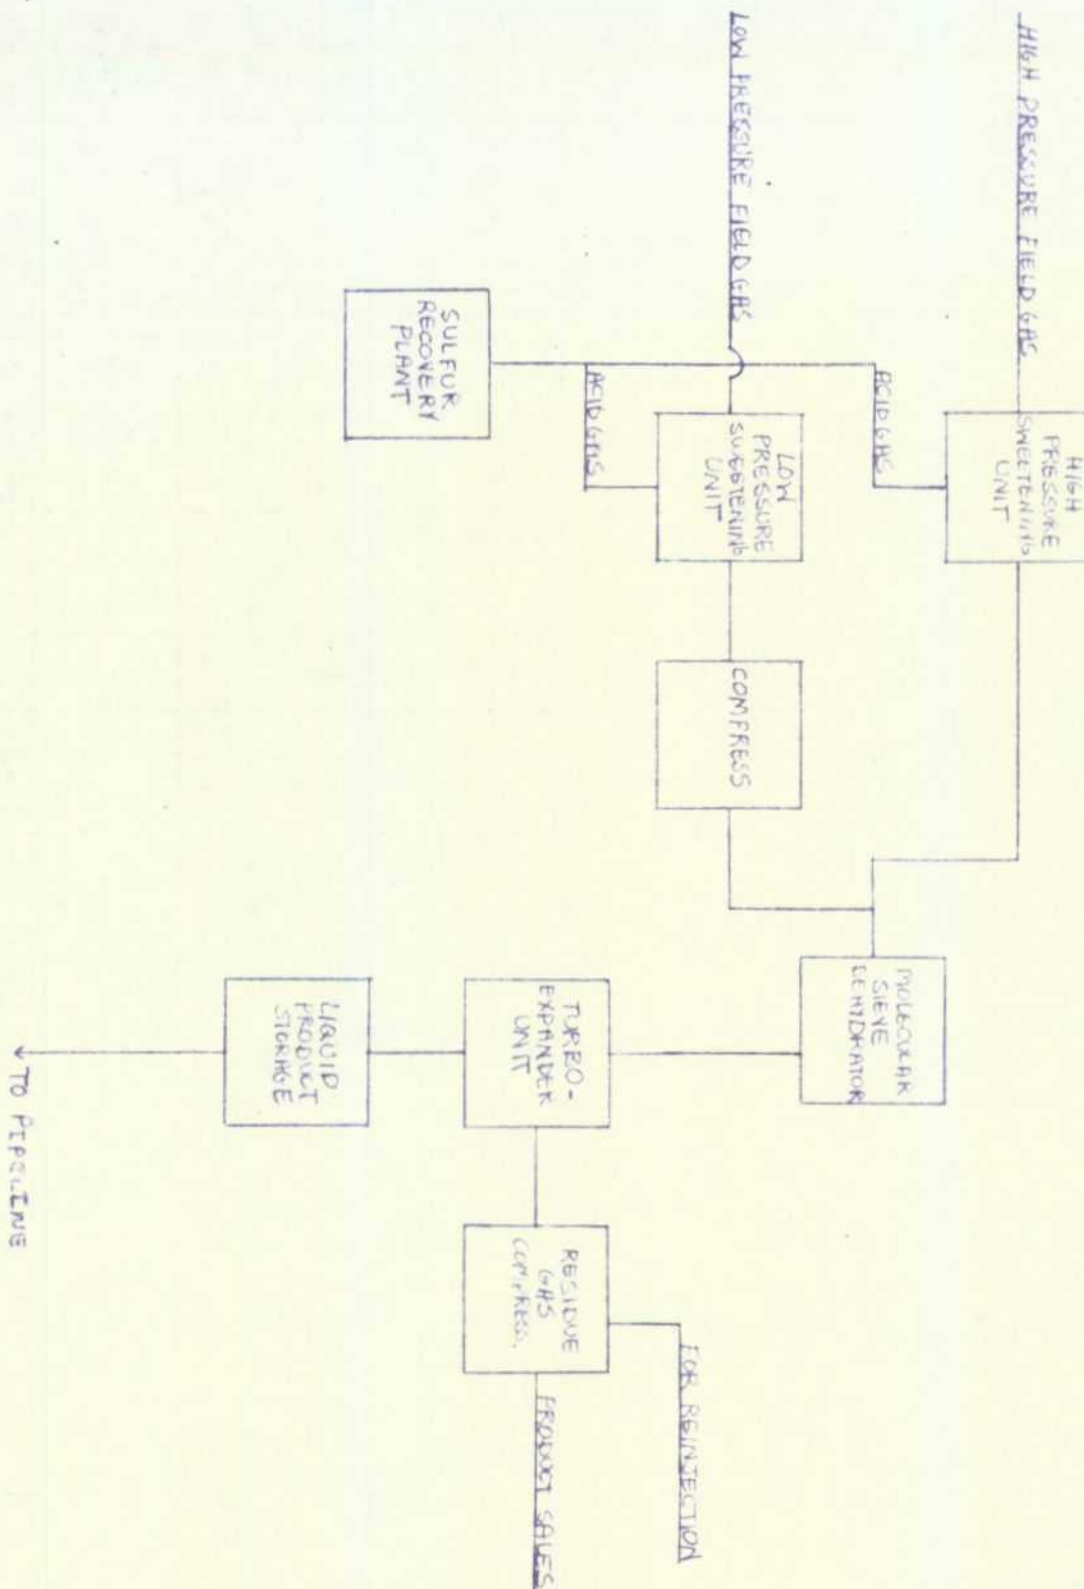 HIGH PRESSURE FIELD GAS
HIGH
PRESSURE
SWEETENING
UNIT
ACID GAS
LOW PRESSURE FIELD GAS
LOW
PRESSURE
SWEETENING
UNIT
ACID GAS
COMPRESS
SULFUR
RECOVERY
PLANT
MOLECULAR
SIEVE
DEHYDRATOR
TURBO-
EXPANDER
UNIT
LIQUID
PRODUCT
STORAGE
RESIDUE
GAS
COMPRESS.
FOR REINJECTION
PRODUCT SALES
TO PIPELINE